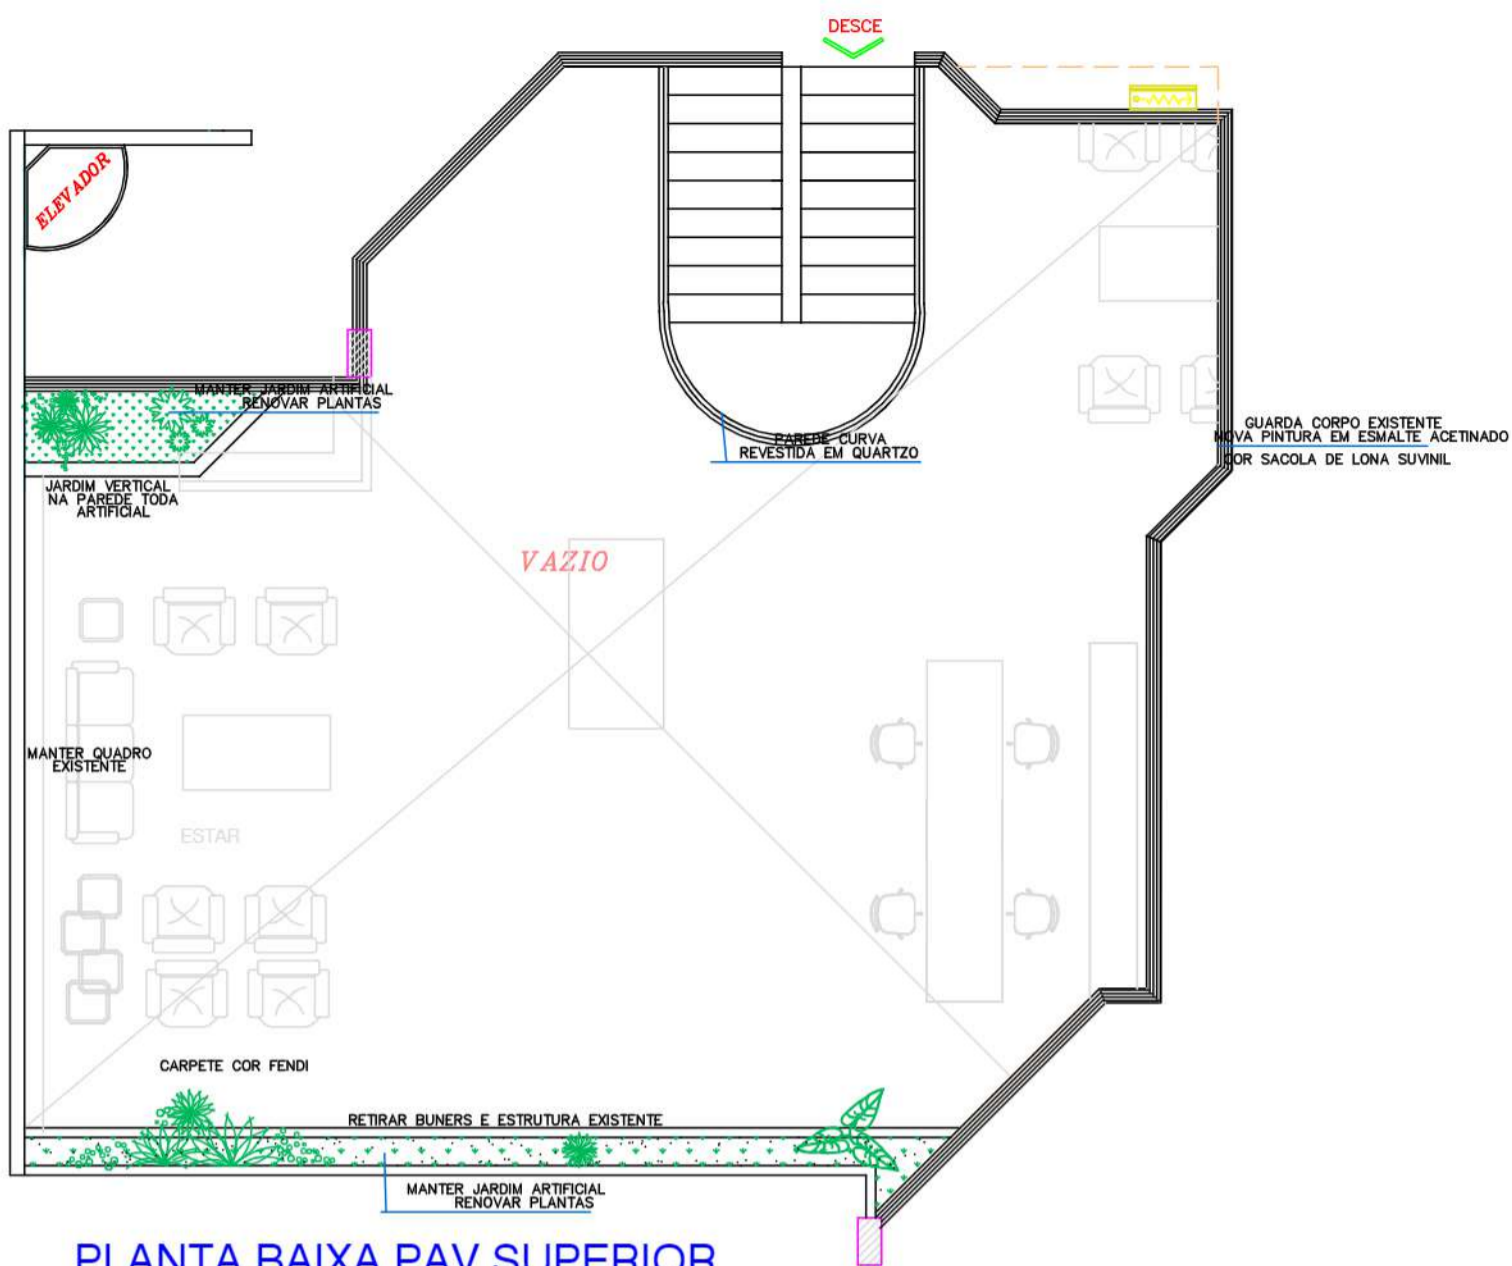 DESCE
ELEVADOR
MANTER JARDIM ARTIFICIAL
RENOVAR PLANTAS
PAREDE CURVA
REVESTIDA EM QUARTZO
GUARDA CORPO EXISTENTE
NOVA PINTURA EM ESMALTE ACETINADO
COR SACOLA DE LONA SUVINIL
JARDIM VERTICAL
NA PAREDE TODA
ARTIFICIAL
VAZIO
MANTER QUADRO
EXISTENTE
ESTAR
CARPETE COR FENDI
RETIRAR BUNERS E ESTRUTURA EXISTENTE
MANTER JARDIM ARTIFICIAL
RENOVAR PLANTAS
PLANTA BAIXA PAV SUPERIOR